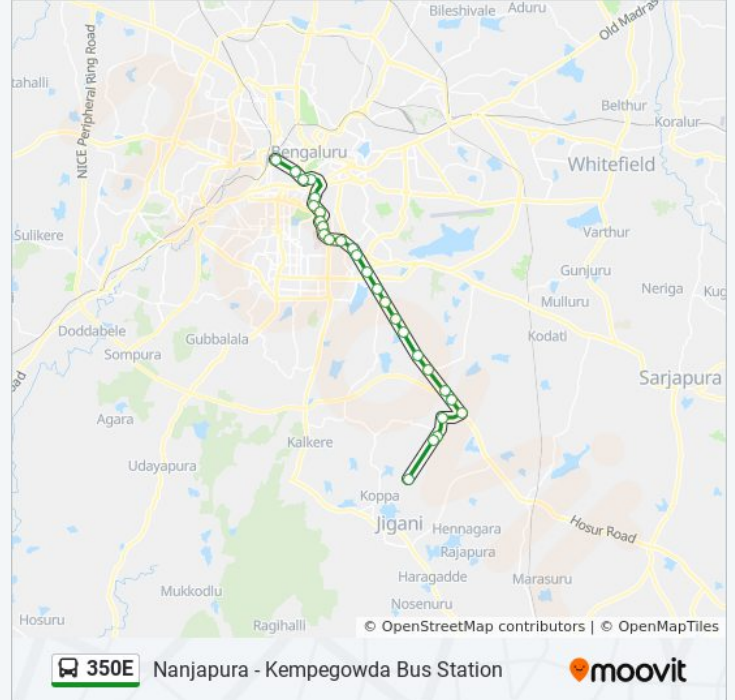 Bileshivale
Aduru
Old Madras
NICE Peripheral Ring Road
tahalli
Belthur
Koralur
Bengaluru
Whitefield
Sulikere
Varthur
Gunjuru
Neriga
Kug
Mulluru
Doddabele
Gubbalala
Kodati
Sompura
Sarjapura
oad
Agara
Kalkere
Udayapura
Koppa
Jigani
Hennagara
Hosur Road
Rajapura
Haragadde
Marasuru
Mukkodlu
Nosenuru
Hosuru
Ragihalli
© OpenStreetMap contributors | © OpenMapTiles
350E Nanjapura - Kempegowda Bus Station
moovit